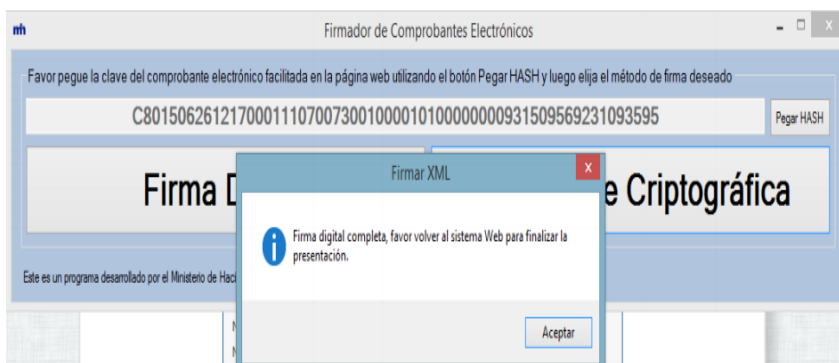 mh
Firmador de Comprobantes Electrónicos
Favor pegue la clave del comprobante electrónico facilitada en la página web utilizando el botón Pegar HASH y luego elija el método de firma deseado
C8015062612170001110700730010000101000000009315095692310​93595
Pegar HASH
Firma
e Criptográfica
Firmar XML
Firma digital completa, favor volver al sistema Web para finalizar la
presentación.
Este es un programa desarrollado por el Ministerio de
Aceptar